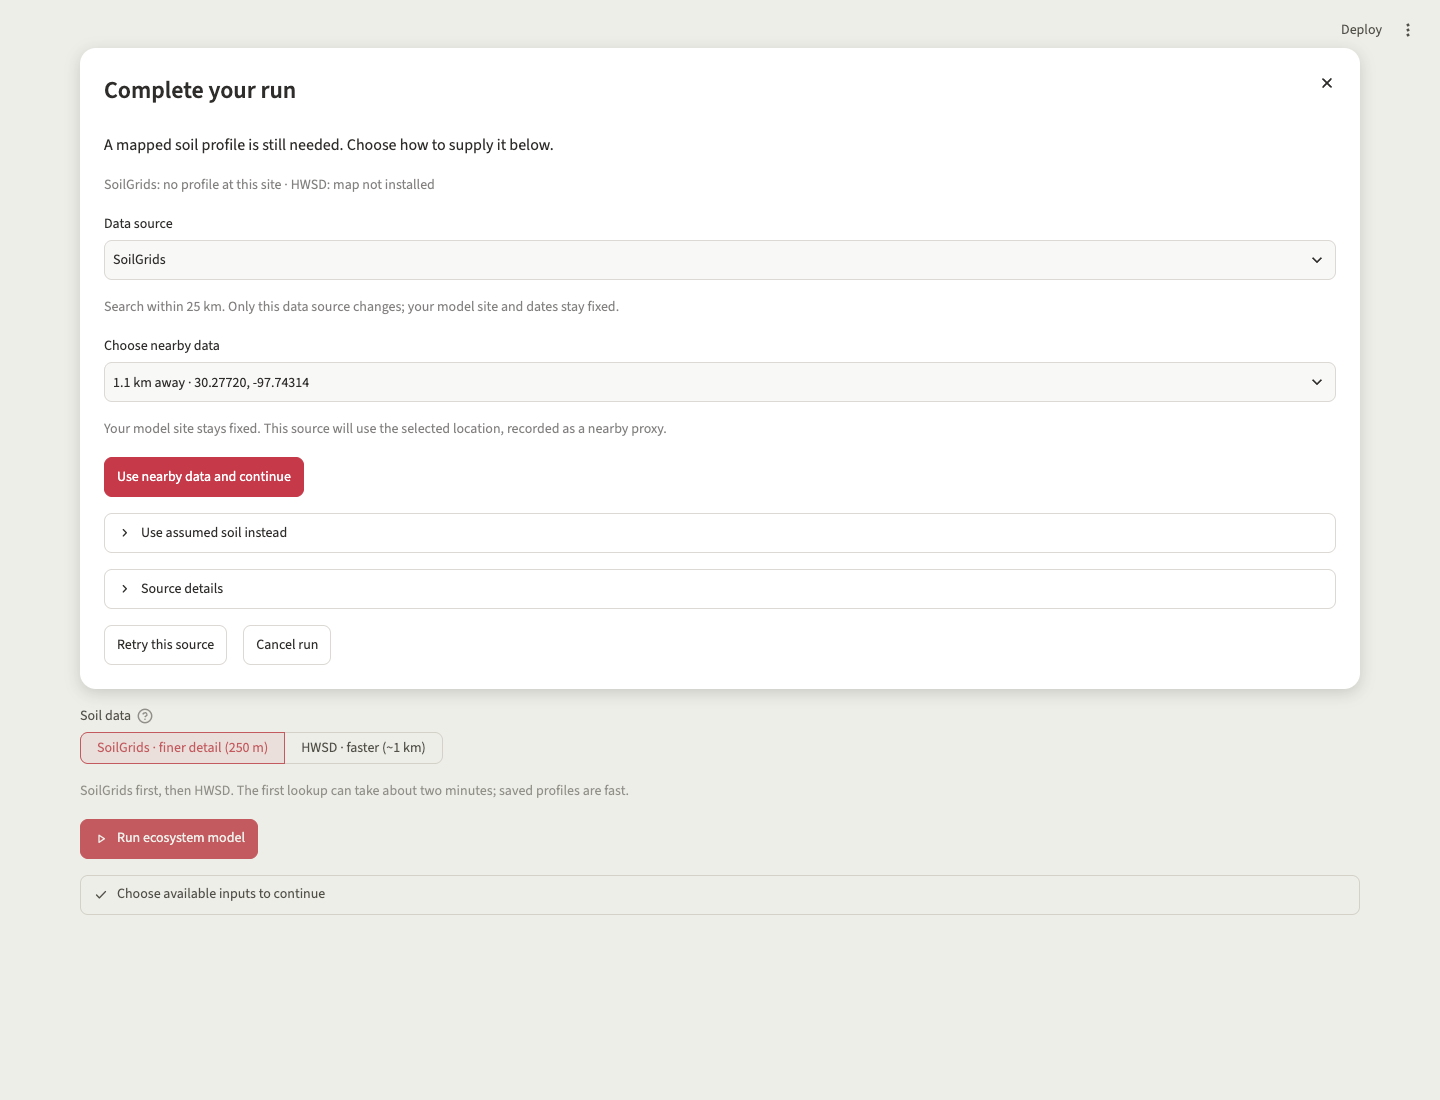 Deploy
Complete your run
A mapped soil profile is still needed. Choose how to supply it below.
SoilGrids: no profile at this site · HWSD: map not installed
Data source
SoilGrids
Search within 25 km. Only this data source changes; your model site and dates stay fixed.
Choose nearby data
1.1 km away · 30.27720, -97.74314
Your model site stays fixed. This source will use the selected location, recorded as a nearby proxy.
Use nearby data and continue
Use assumed soil instead
Source details
Retry this source
Cancel run
Soil data
SoilGrids · finer detail (250 m)
HWSD · faster (~1 km)
SoilGrids first, then HWSD. The first lookup can take about two minutes; saved profiles are fast.
Run ecosystem model
Choose available inputs to continue